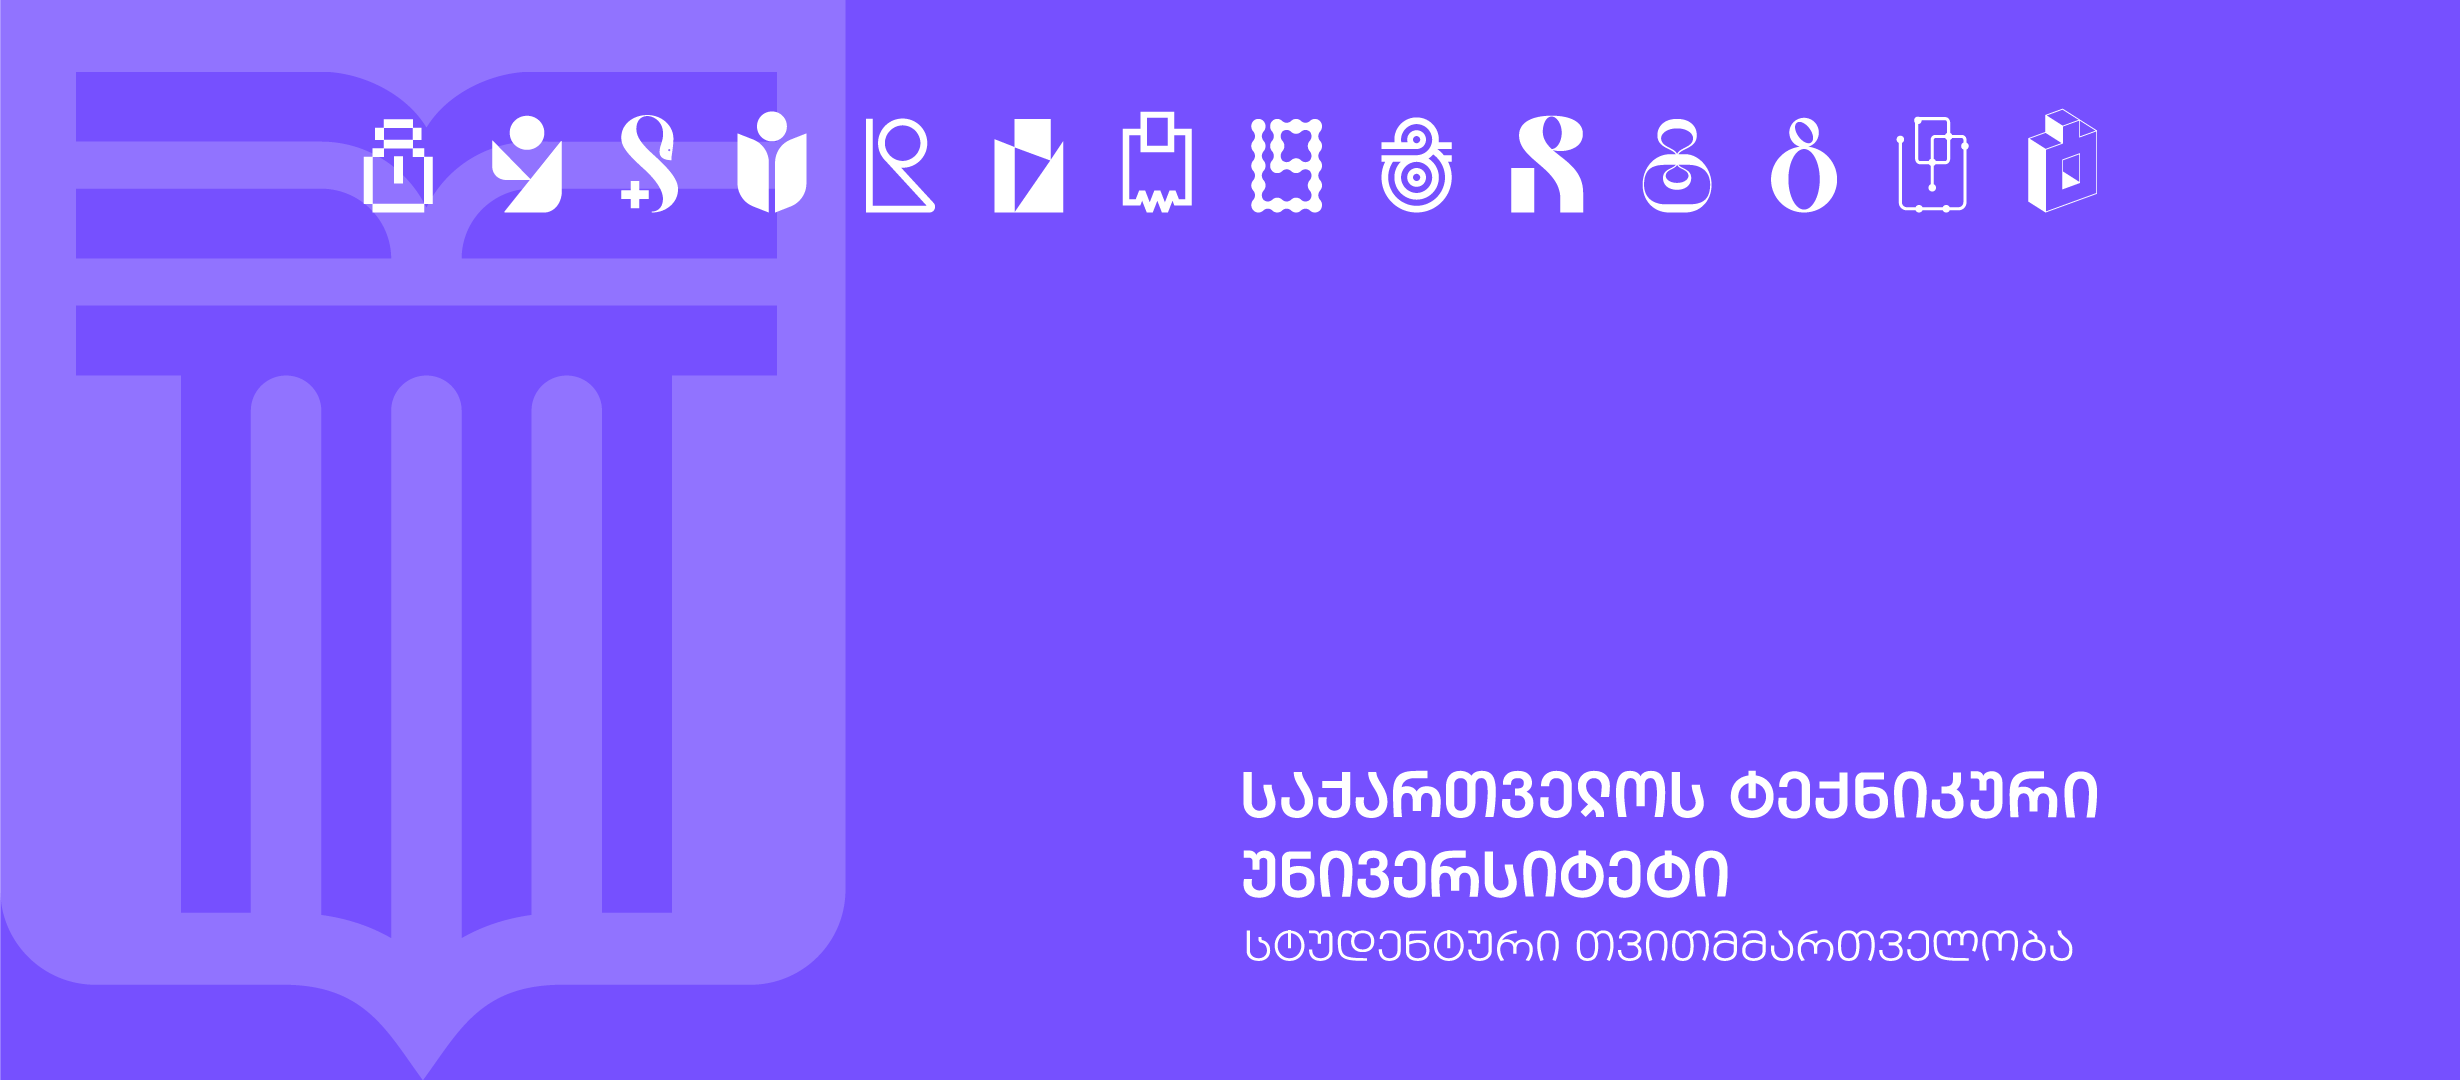 საქართველოს ტექნიკური
უნივერსიტეტი
სტუდენტური თვითმმართველობა